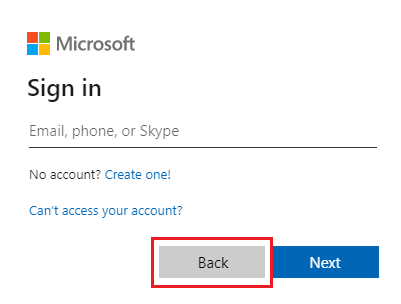 Microsoft
Sign in
Email, phone, or Skype
No account? Create one!
Can't access your account?
Back Next